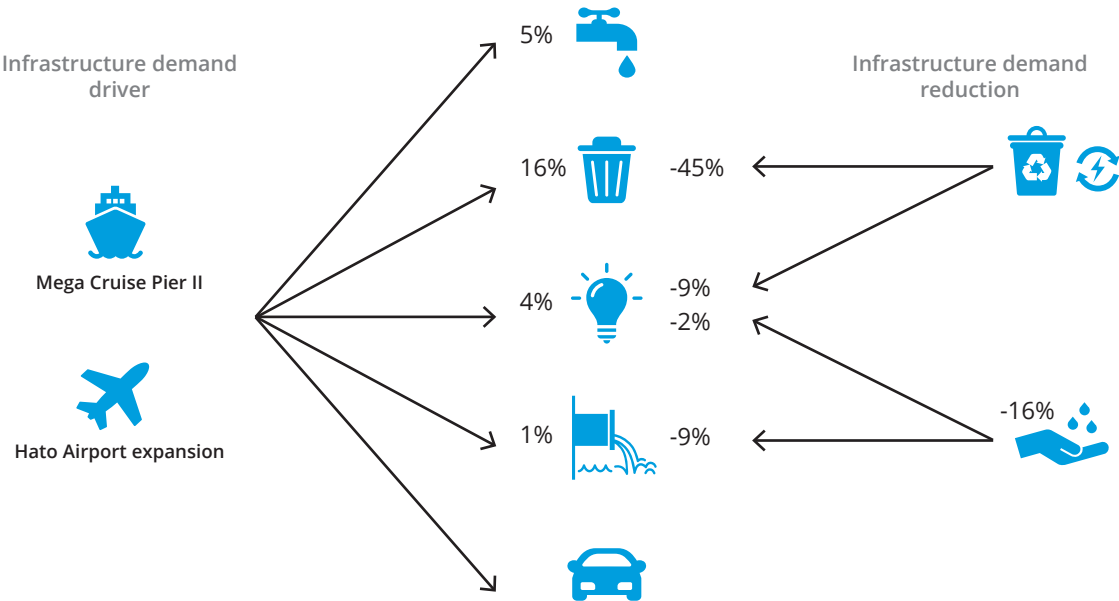 Infrastructure demand
driver
Mega Cruise Pier II
Hato Airport expansion
5%
16%
-45%
4%
-9%
-2%
1%
-9%
Infrastructure demand
reduction
-16%